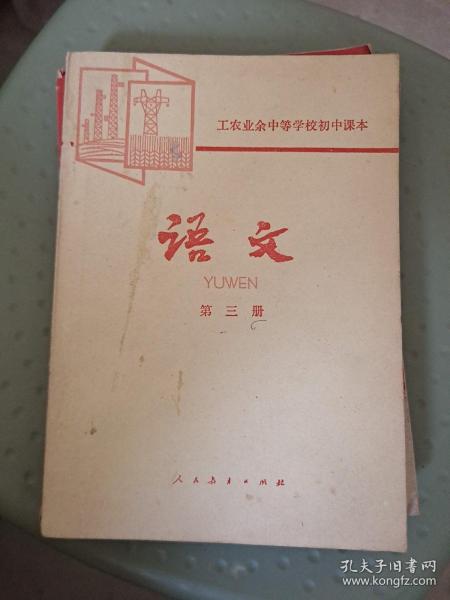 工农业余中等学校初中课本
语文
YUWEN
第三册
人民教育出版社
孔夫子旧书网
www.kongfz.com